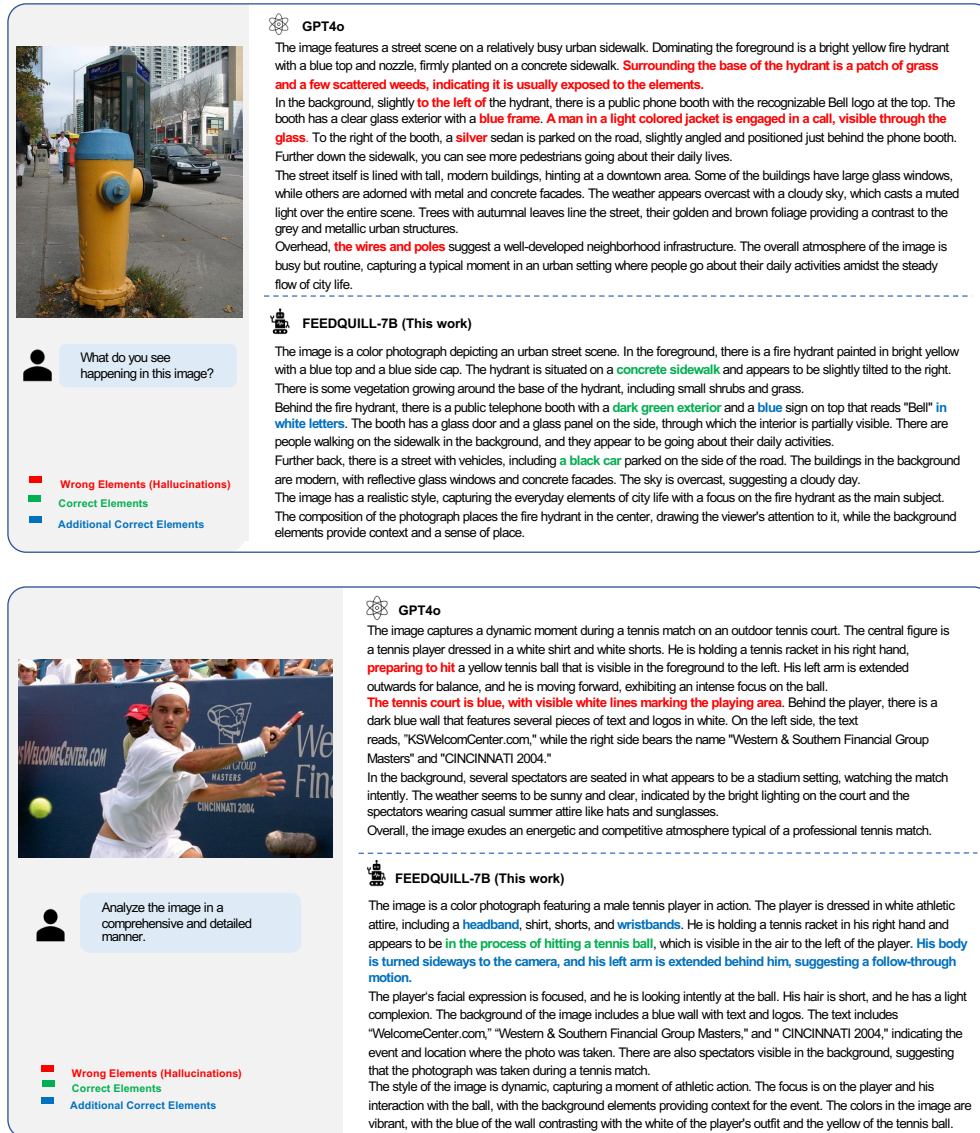 GPT4o
The image features a street scene on a relatively busy urban sidewalk. Dominating the foreground is a bright yellow fire hydrant
with a blue top and nozzle, firmly planted on a concrete sidewalk. Surrounding the base of the hydrant is a patch of grass
and a few scattered weeds, indicating it is usually exposed to the elements.
In the background, slightly to the left of the hydrant, there is a public phone booth with the recognizable Bell logo at the top. The
booth has a clear glass exterior with a blue frame. A man in a light colored jacket is engaged in a call, visible through the
glass. To the right of the booth, a silver sedan is parked on the road, slightly angled and positioned just behind the phone booth.
Further down the sidewalk, you can see more pedestrians going about their daily lives.
The street itself is lined with tall, modern buildings, hinting at a downtown area. Some of the buildings have large glass windows,
while others are adorned with metal and concrete facades. The weather appears overcast with a cloudy sky, which casts a muted
light over the entire scene. Trees with autumnal leaves line the street, their golden and brown foliage providing a contrast to the
grey and metallic urban structures.
Overhead, the wires and poles suggest a well-developed neighborhood infrastructure. The overall atmosphere of the image is
busy but routine, capturing a typical moment in an urban setting where people go about their daily activities amidst the steady
flow of city life.
What do you see
happening in this image?
Wrong Elements (Hallucinations)
Correct Elements
Additional Correct Elements
FEEDQUILL-7B (This work)
The image is a color photograph depicting an urban street scene. In the foreground, there is a fire hydrant painted in bright yellow
with a blue top and a blue side cap. The hydrant is situated on a concrete sidewalk and appears to be slightly tilted to the right.
There is some vegetation growing around the base of the hydrant, including small shrubs and grass.
Behind the fire hydrant, there is a public telephone booth with a dark green exterior and a blue sign on top that reads "Bell" in
white letters. The booth has a glass door and a glass panel on the side, through which the interior is partially visible. There are
people walking on the sidewalk in the background, and they appear to be going about their daily activities.
Further back, there is a street with vehicles, including a black car parked on the side of the road. The buildings in the background
are modern, with reflective glass windows and concrete facades. The sky is overcast, suggesting a cloudy day.
The image has a realistic style, capturing the everyday elements of city life with a focus on the fire hydrant as the main subject.
The composition of the photograph places the fire hydrant in the center, drawing the viewer's attention to it, while the background
elements provide context and a sense of place.
GPT4o
The image captures a dynamic moment during a tennis match on an outdoor tennis court. The central figure is
a tennis player dressed in a white shirt and white shorts. He is holding a tennis racket in his right hand,
preparing to hit a yellow tennis ball that is visible in the foreground to the left. His left arm is extended
outwards for balance, and he is moving forward, exhibiting an intense focus on the ball.
The tennis court is blue, with visible white lines marking the playing area. Behind the player, there is a
dark blue wall that features several pieces of text and logos in white. On the left side, the text
reads, "KSWelcomCenter.com," while the right side bears the name "Western & Southern Financial Group
Masters" and "CINCINNATI 2004."
In the background, several spectators are seated in what appears to be a stadium setting, watching the match
intently. The weather seems to be sunny and clear, indicated by the bright lighting on the court and the
spectators wearing casual summer attire like hats and sunglasses.
Overall, the image exudes an energetic and competitive atmosphere typical of a professional tennis match.
SWELCOMECENTER.COM
Group
MASTERS
CINCINNATI 2004
We
Fin
Analyze the image in a
comprehensive and detailed
manner.
Wrong Elements (Hallucinations)
Correct Elements
Additional Correct Elements
FEEDQUILL-7B (This work)
The image is a color photograph featuring a male tennis player in action. The player is dressed in white athletic
attire, including a headband, shirt, shorts, and wristbands. He is holding a tennis racket in his right hand and
appears to be in the process of hitting a tennis ball, which is visible in the air to the left of the player. His body
is turned sideways to the camera, and his left arm is extended behind him, suggesting a follow-through
motion.
The player's facial expression is focused, and he is looking intently at the ball. His hair is short, and he has a light
complexion. The background of the image includes a blue wall with text and logos. The text includes
“WelcomeCenter.com,” “Western & Southern Financial Group Masters," and " CINCINNATI 2004," indicating the
event and location where the photo was taken. There are also spectators visible in the background, suggesting
that the photograph was taken during a tennis match.
The style of the image is dynamic, capturing a moment of athletic action. The focus is on the player and his
interaction with the ball, with the background elements providing context for the event. The colors in the image are
vibrant, with the blue of the wall contrasting with the white of the player's outfit and the yellow of the tennis ball.